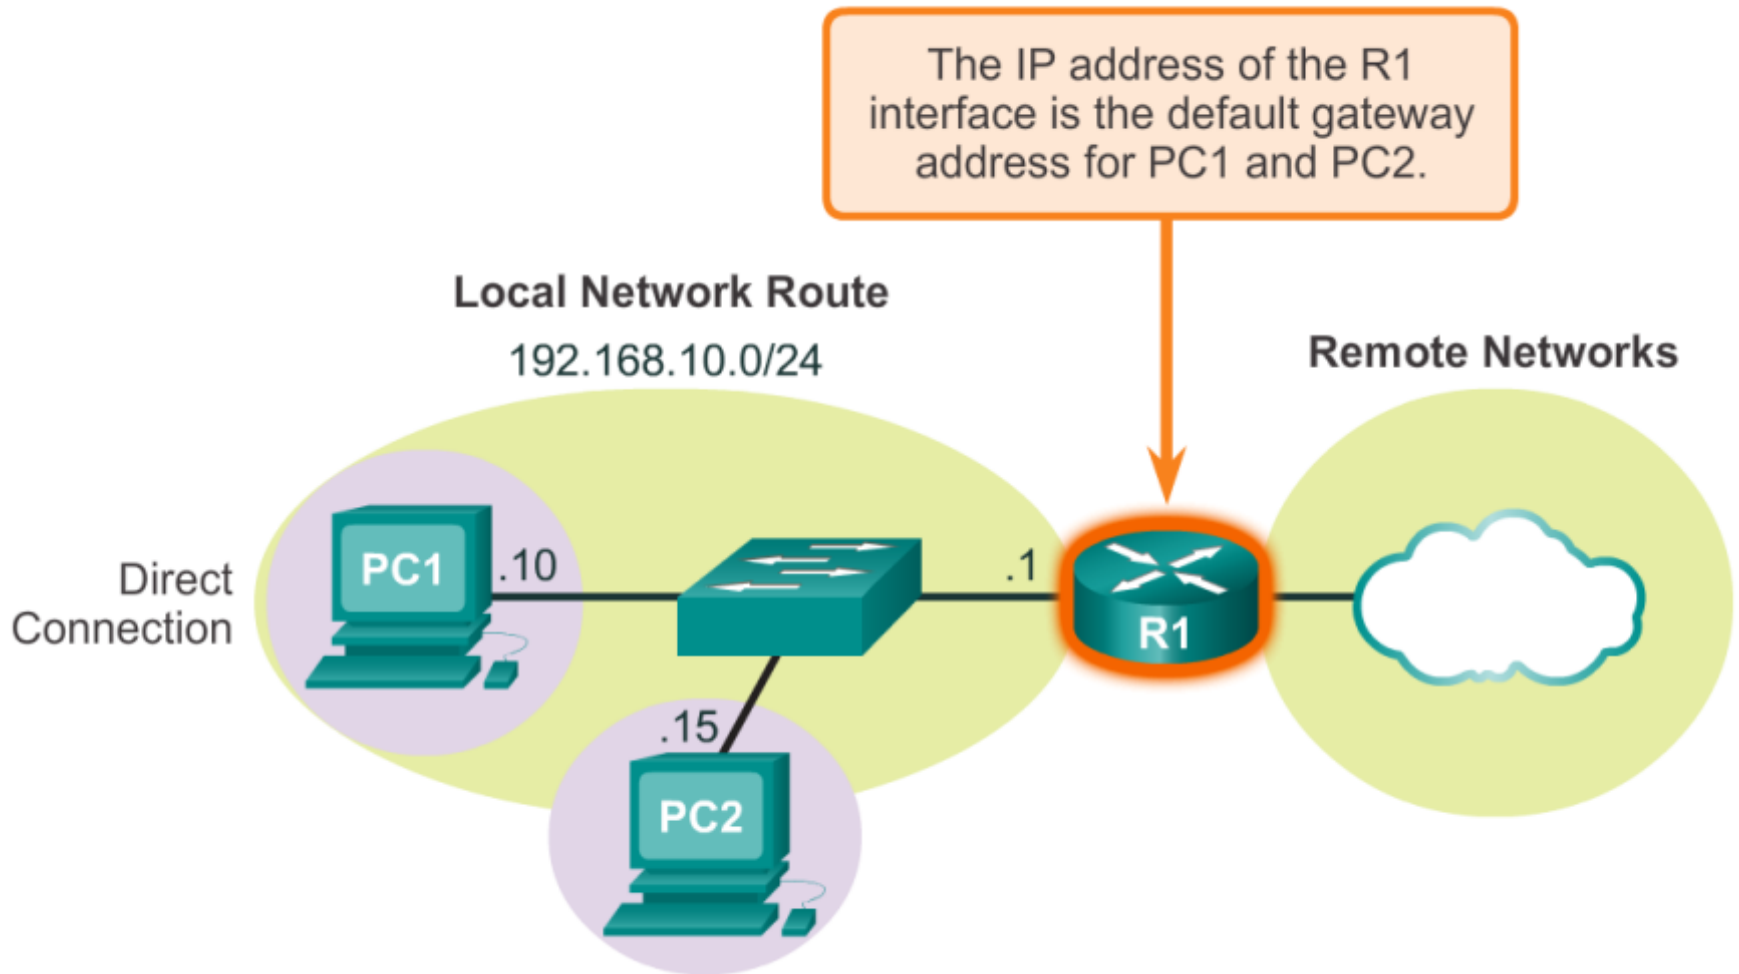 The IP address of the R1
interface is the default gateway
address for PC1 and PC2.
Local Network Route
192.168.10.0/24
Remote Networks
Direct
Connection
PC1
.10
.1
R1
.15
PC2